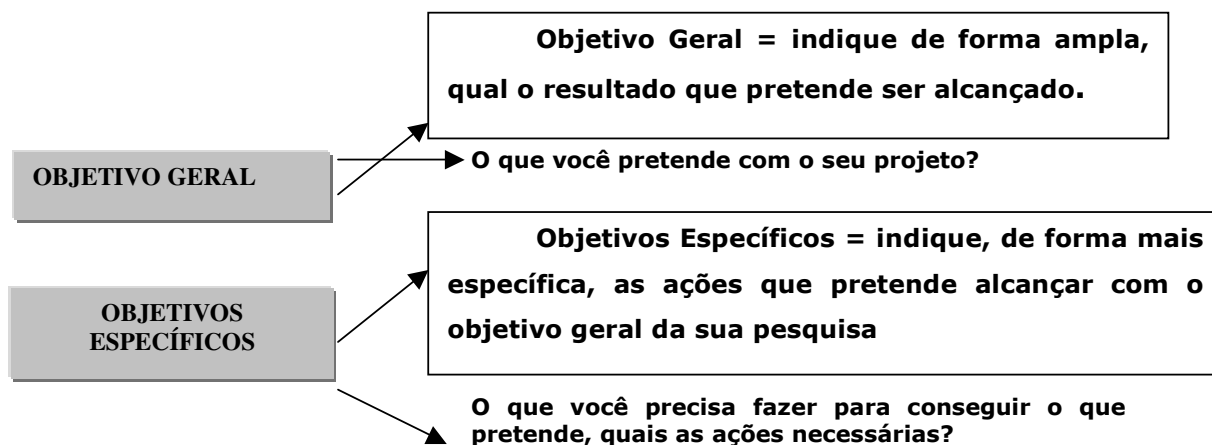 Objetivo Geral = indique de forma ampla,
qual o resultado que pretende ser alcançado.
OBJETIVO GERAL
O que você pretende com o seu projeto?
Objetivos Específicos = indique, de forma mais
específica, as ações que pretende alcançar com o
objetivo geral da sua pesquisa
OBJETIVOS
ESPECÍFICOS
O que você precisa fazer para conseguir o que
pretende, quais as ações necessárias?